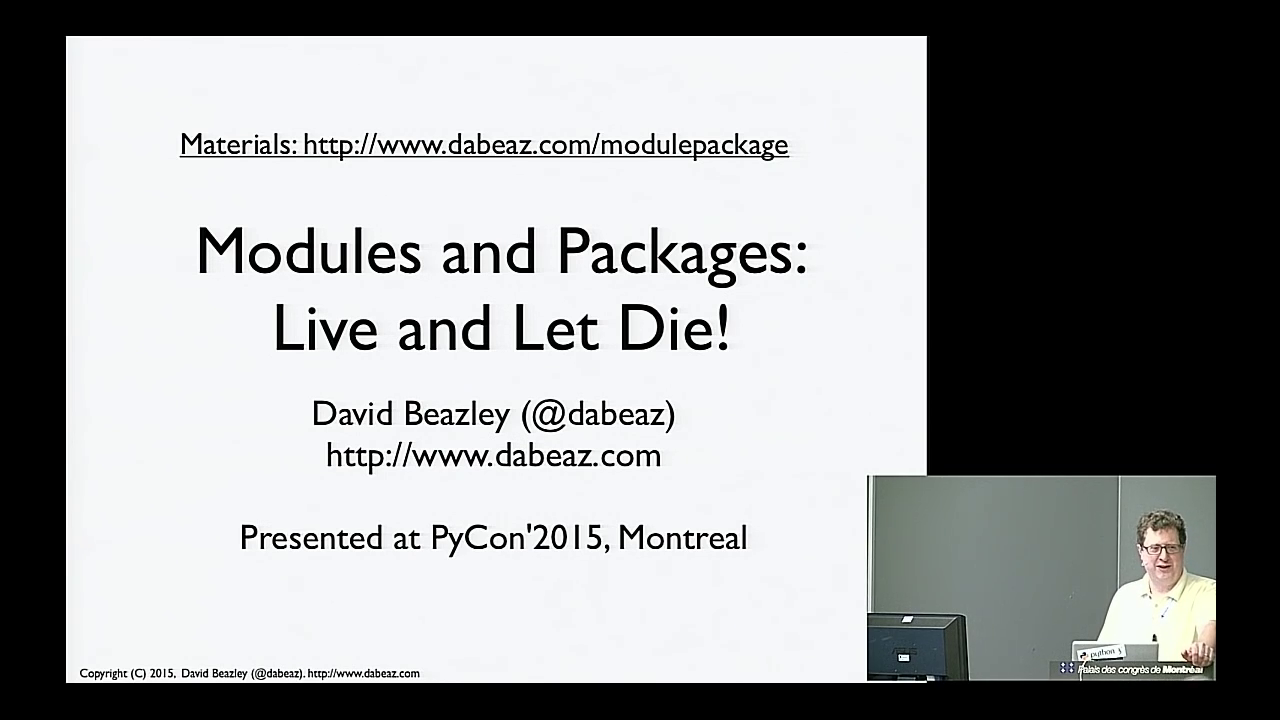 Materials: http://www.dabeaz.com/modulepackage
Modules and Packages:
Live and Let Die!
David Beazley (@dabeaz)
http://www.dabeaz.com
Presented at PyCon'2015, Montreal
Copyright (C) 2015, David Beazley (@dabeaz). http://www.dabeaz.com
python
Palais des congrès de Montréal